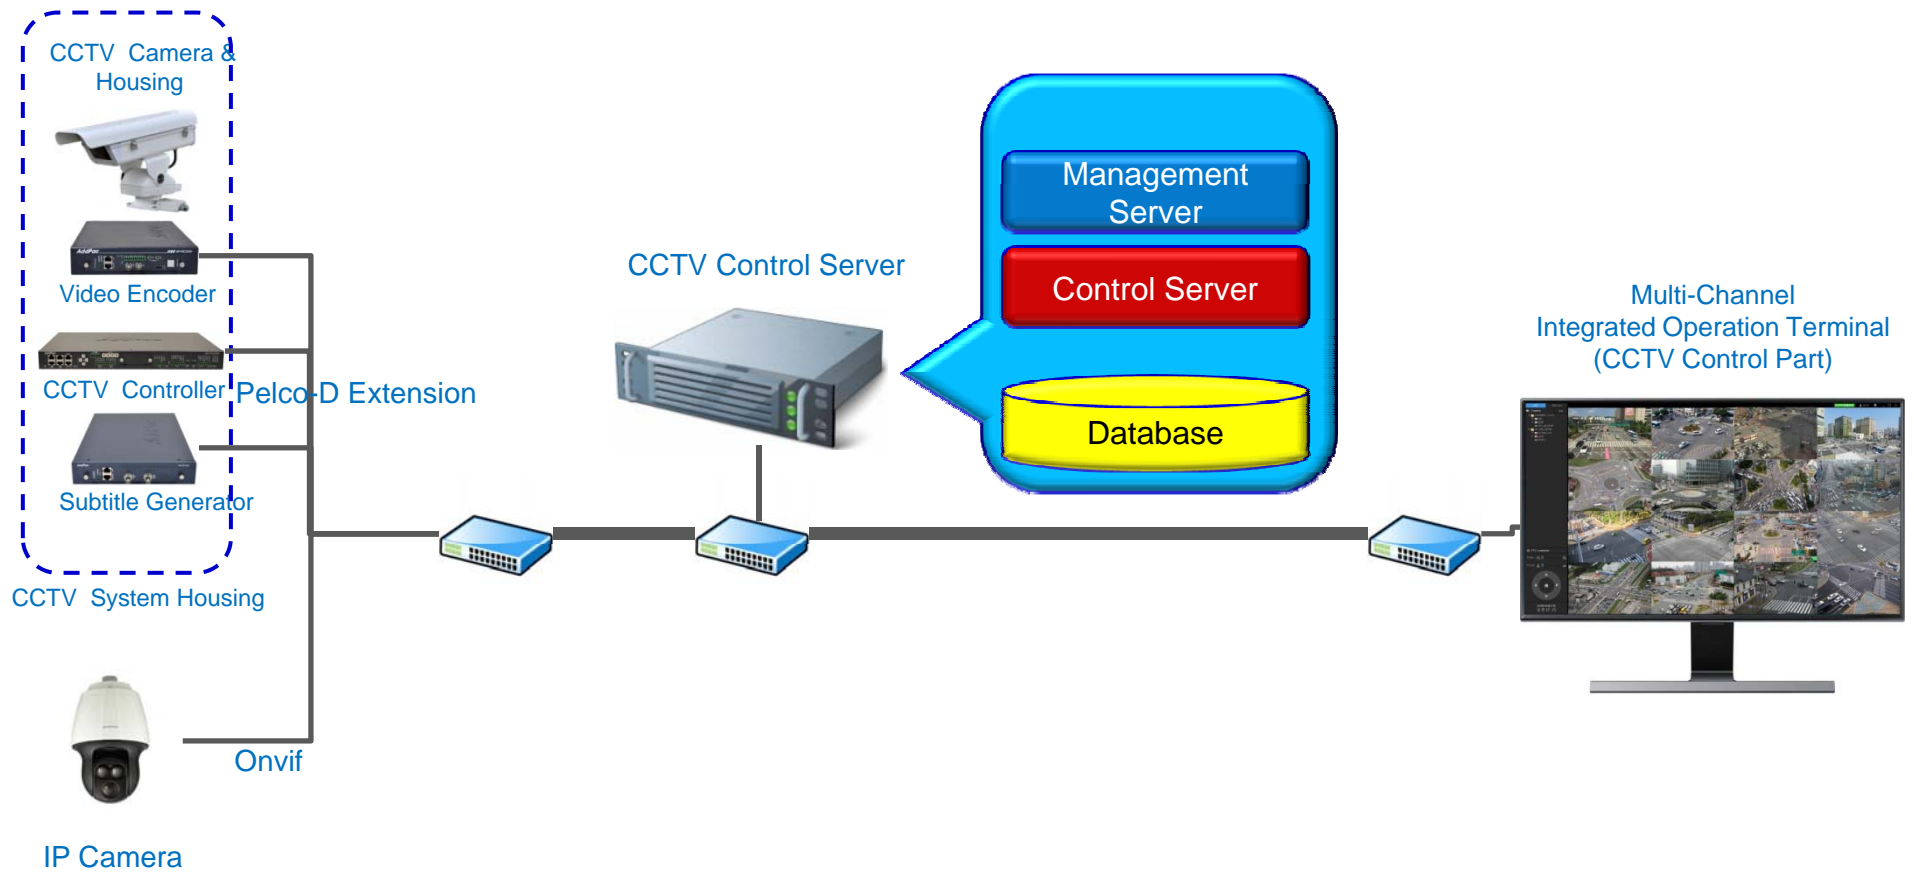 CCTV Camera &
Housing
AddPac
Video Encoder
CCTV Controller
Pelco-D Extension
Subtitle Generator
CCTV System Housing
Onvif
IP Camera
CCTV Control Server
Management
Server
Control Server
Database
Multi-Channel
Integrated Operation Terminal
(CCTV Control Part)